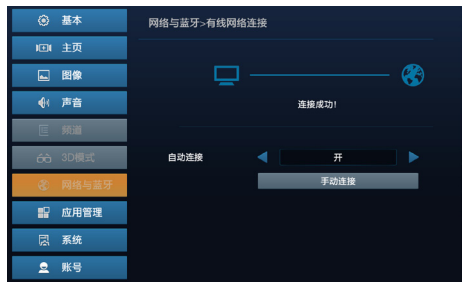 基本
主页
图像
声音
频道
3D模式
网络与蓝牙
应用管理
系统
账号
网络与蓝牙>有线网络连接
连接成功!
自动连接
开
手动连接